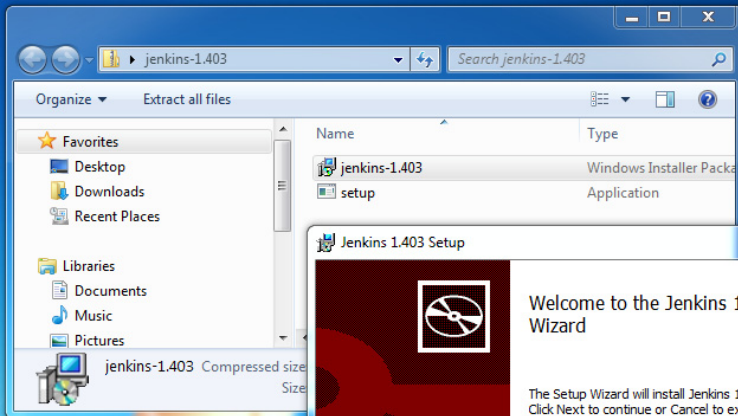 jenkins-1.403
Search jenkins-1.403
Organize
Extract all files
Name
Type
Favorites
Desktop
Downloads
Recent Places
Libraries
Documents
Music
Pictures
jenkins-1.403
Windows Installer Packa
setup
Application
jenkins-1.403 Compressed size
Size
Jenkins 1.403 Setup
Welcome to the Jenkins 1
Wizard
The Setup Wizard will install Jenkins 1
Click Next to continue or Cancel to ex